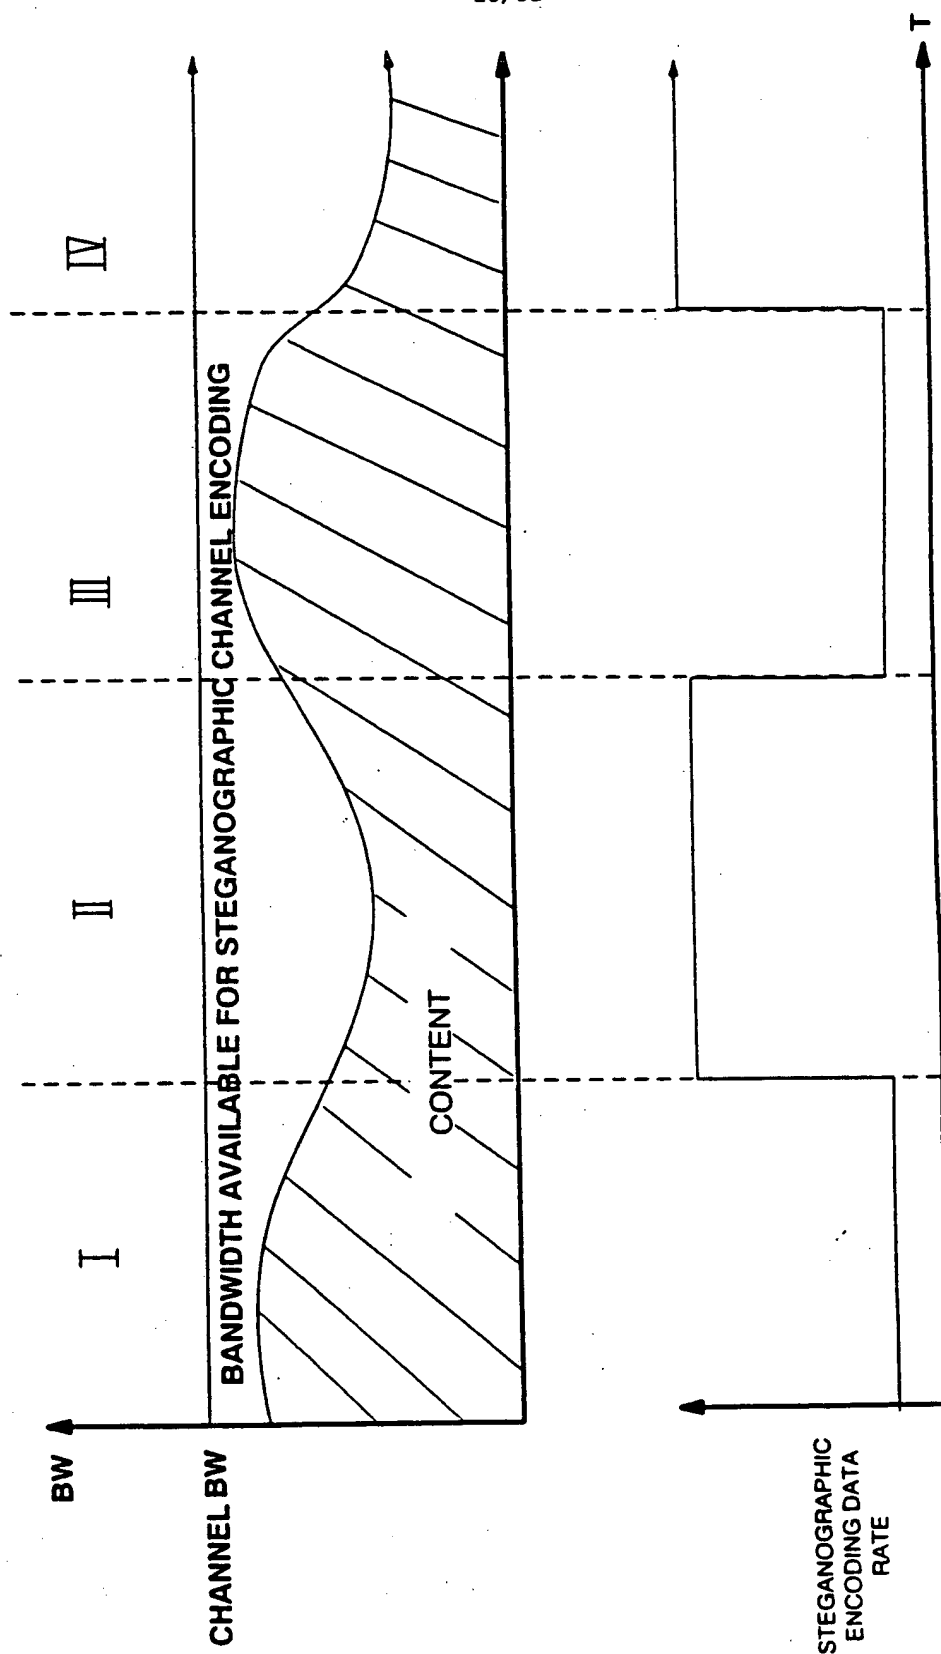 BW
I
II
III
IV
CHANNEL BW
BANDWIDTH AVAILABLE FOR STEGANOGRAPHIC CHANNEL ENCODING
CONTENT
STEGANOGRAPHIC
ENCODING DATA
RATE
T